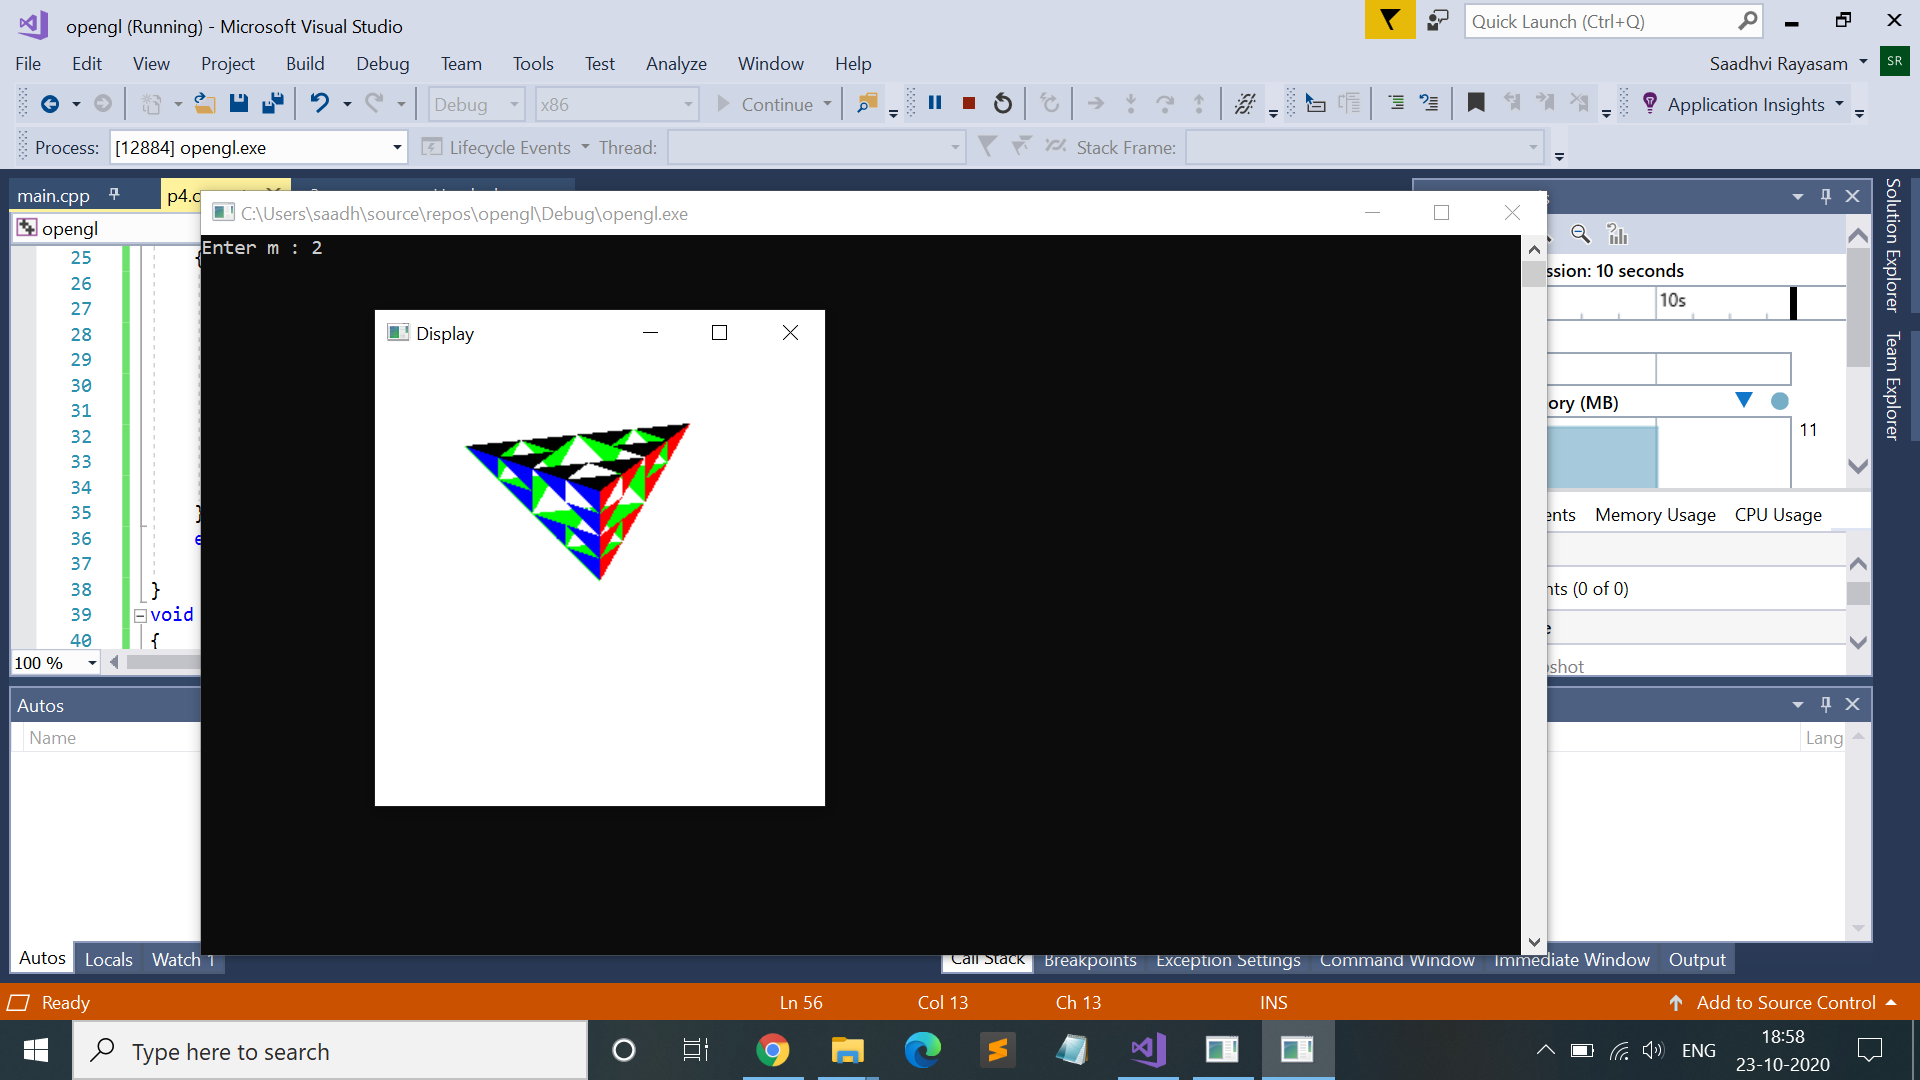 opengl (Running) - Microsoft Visual Studio
Quick Launch (Ctrl+Q)
File Edit View Project Build Debug Team Tools Test Analyze Window Help
Saadhvi Rayasam SR
Debug x86 Continue Application Insights
Process: [12884] opengl.exe Lifecycle Events Thread: Stack Frame:
main.cpp p4.c
C:\Users\saadh\source\repos\opengl\Debug\opengl.exe
opengl
Enter m : 2
25 {
26
27
28
29
30
31
32
33
34
35 }
36 e
37
38 }
39 void
40 {
100 %
Display
ssion: 10 seconds
10s
ory (MB)
11
ents Memory Usage CPU Usage
nts (0 of 0)
e
pshot
Solution Explorer
Team Explorer
Autos
Name
Lang
Autos Locals Watch 1
Call Stack Breakpoints Exception Settings Command Window Immediate Window Output
Ready Ln 56 Col 13 Ch 13 INS Add to Source Control
Type here to search
ENG
18:58
23-10-2020